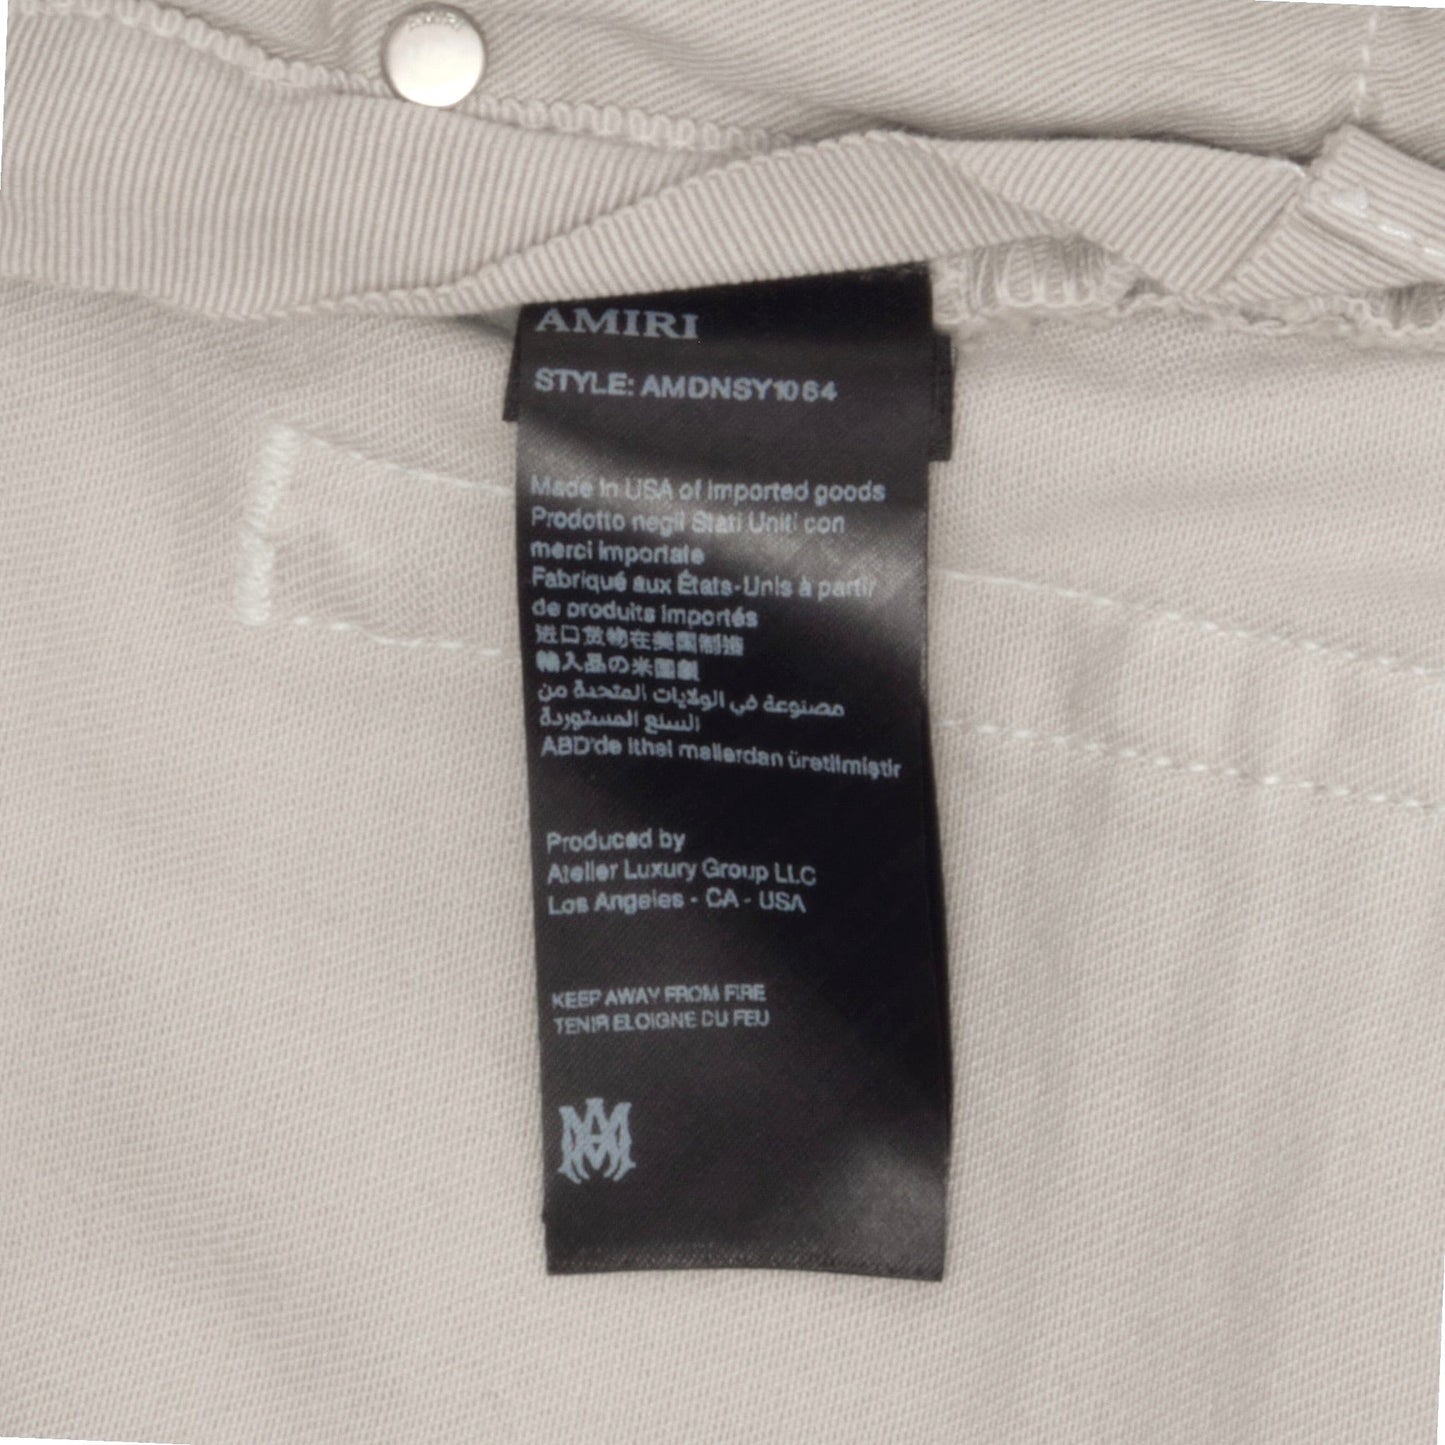 AMIRI
AMIRI
STYLE: AMDNSY1064
Made in USA of imported goods
Prodotto negli Stati Uniti con
merci importate
Fabriqué aux États-Unis à partir
de produits importés
进口货物在美国制造
輸入品の米国製
مصنوعة في الولايات المتحدة من
السلع المستوردة
ABD'de ithal mallardan üretilmiştir
Produced by
Atelier Luxury Group LLC
Los Angeles - CA - USA
KEEP AWAY FROM FIRE
TENIR ELOIGNE DU FEU
MA